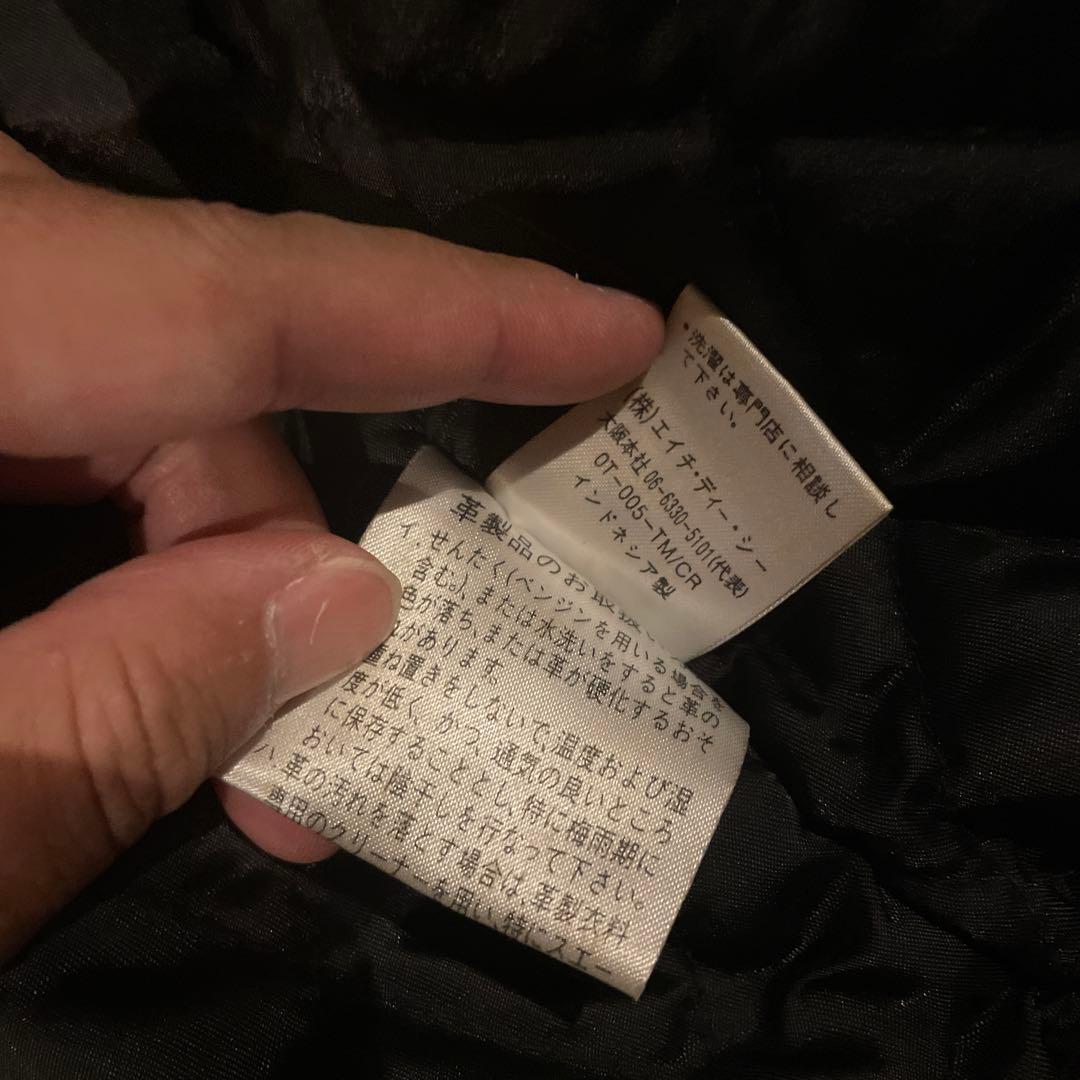 ・洗濯は専門店に相談し
て下さい。
(株)エイチ・ディー・シー
大阪本社06-6330-5101(代表)
OT-005-TM/CR
インドネシア製
革製品のお取扱
イ.せんたく(ベンジンを用いる場合を
含む。)、または水洗いをすると革の
色が落ち、または革が硬化するおそ
があります。
重ね置きをしないで、温度および湿
度が低く、かつ、通気の良いところ
に保存することとし、特に梅雨期に
おいては陰干しを行なって下さい。
ハ、革の汚れを落とす場合は、革製衣料
専用のクリーナーを用い、特にスエー